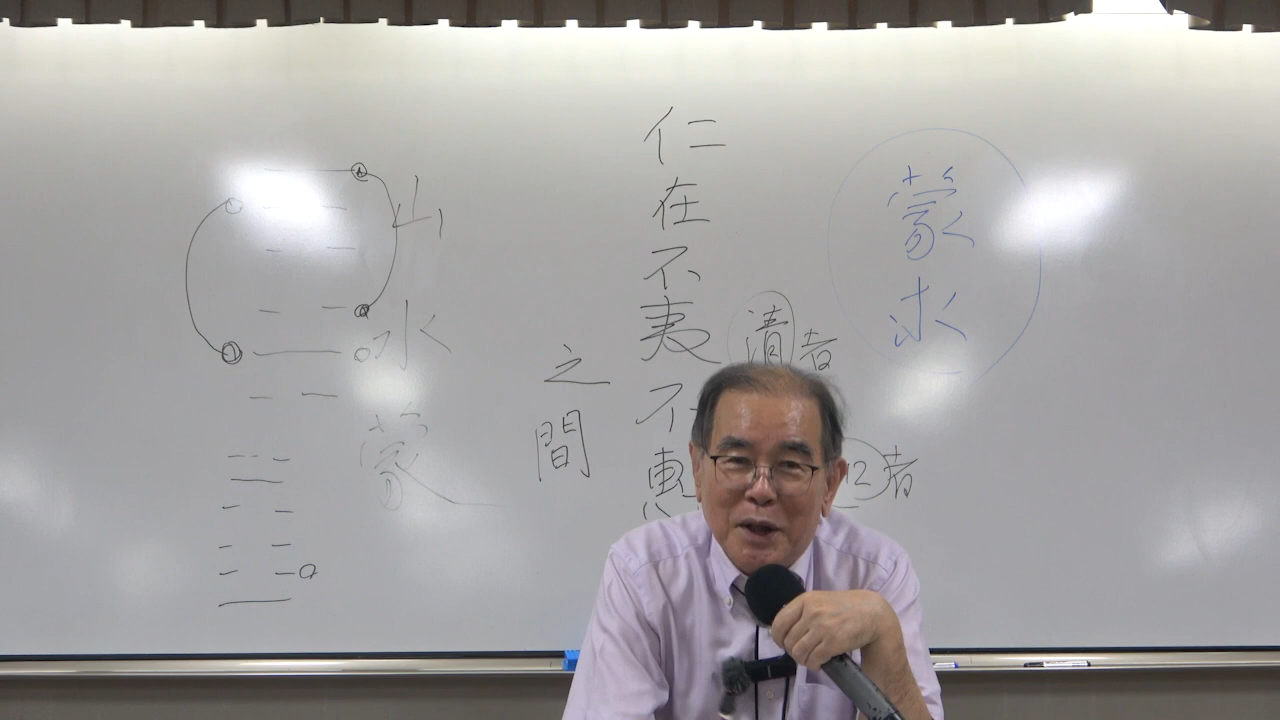 蒙求
清者
者
仁在不夷不惠
之間
山
水
蒙